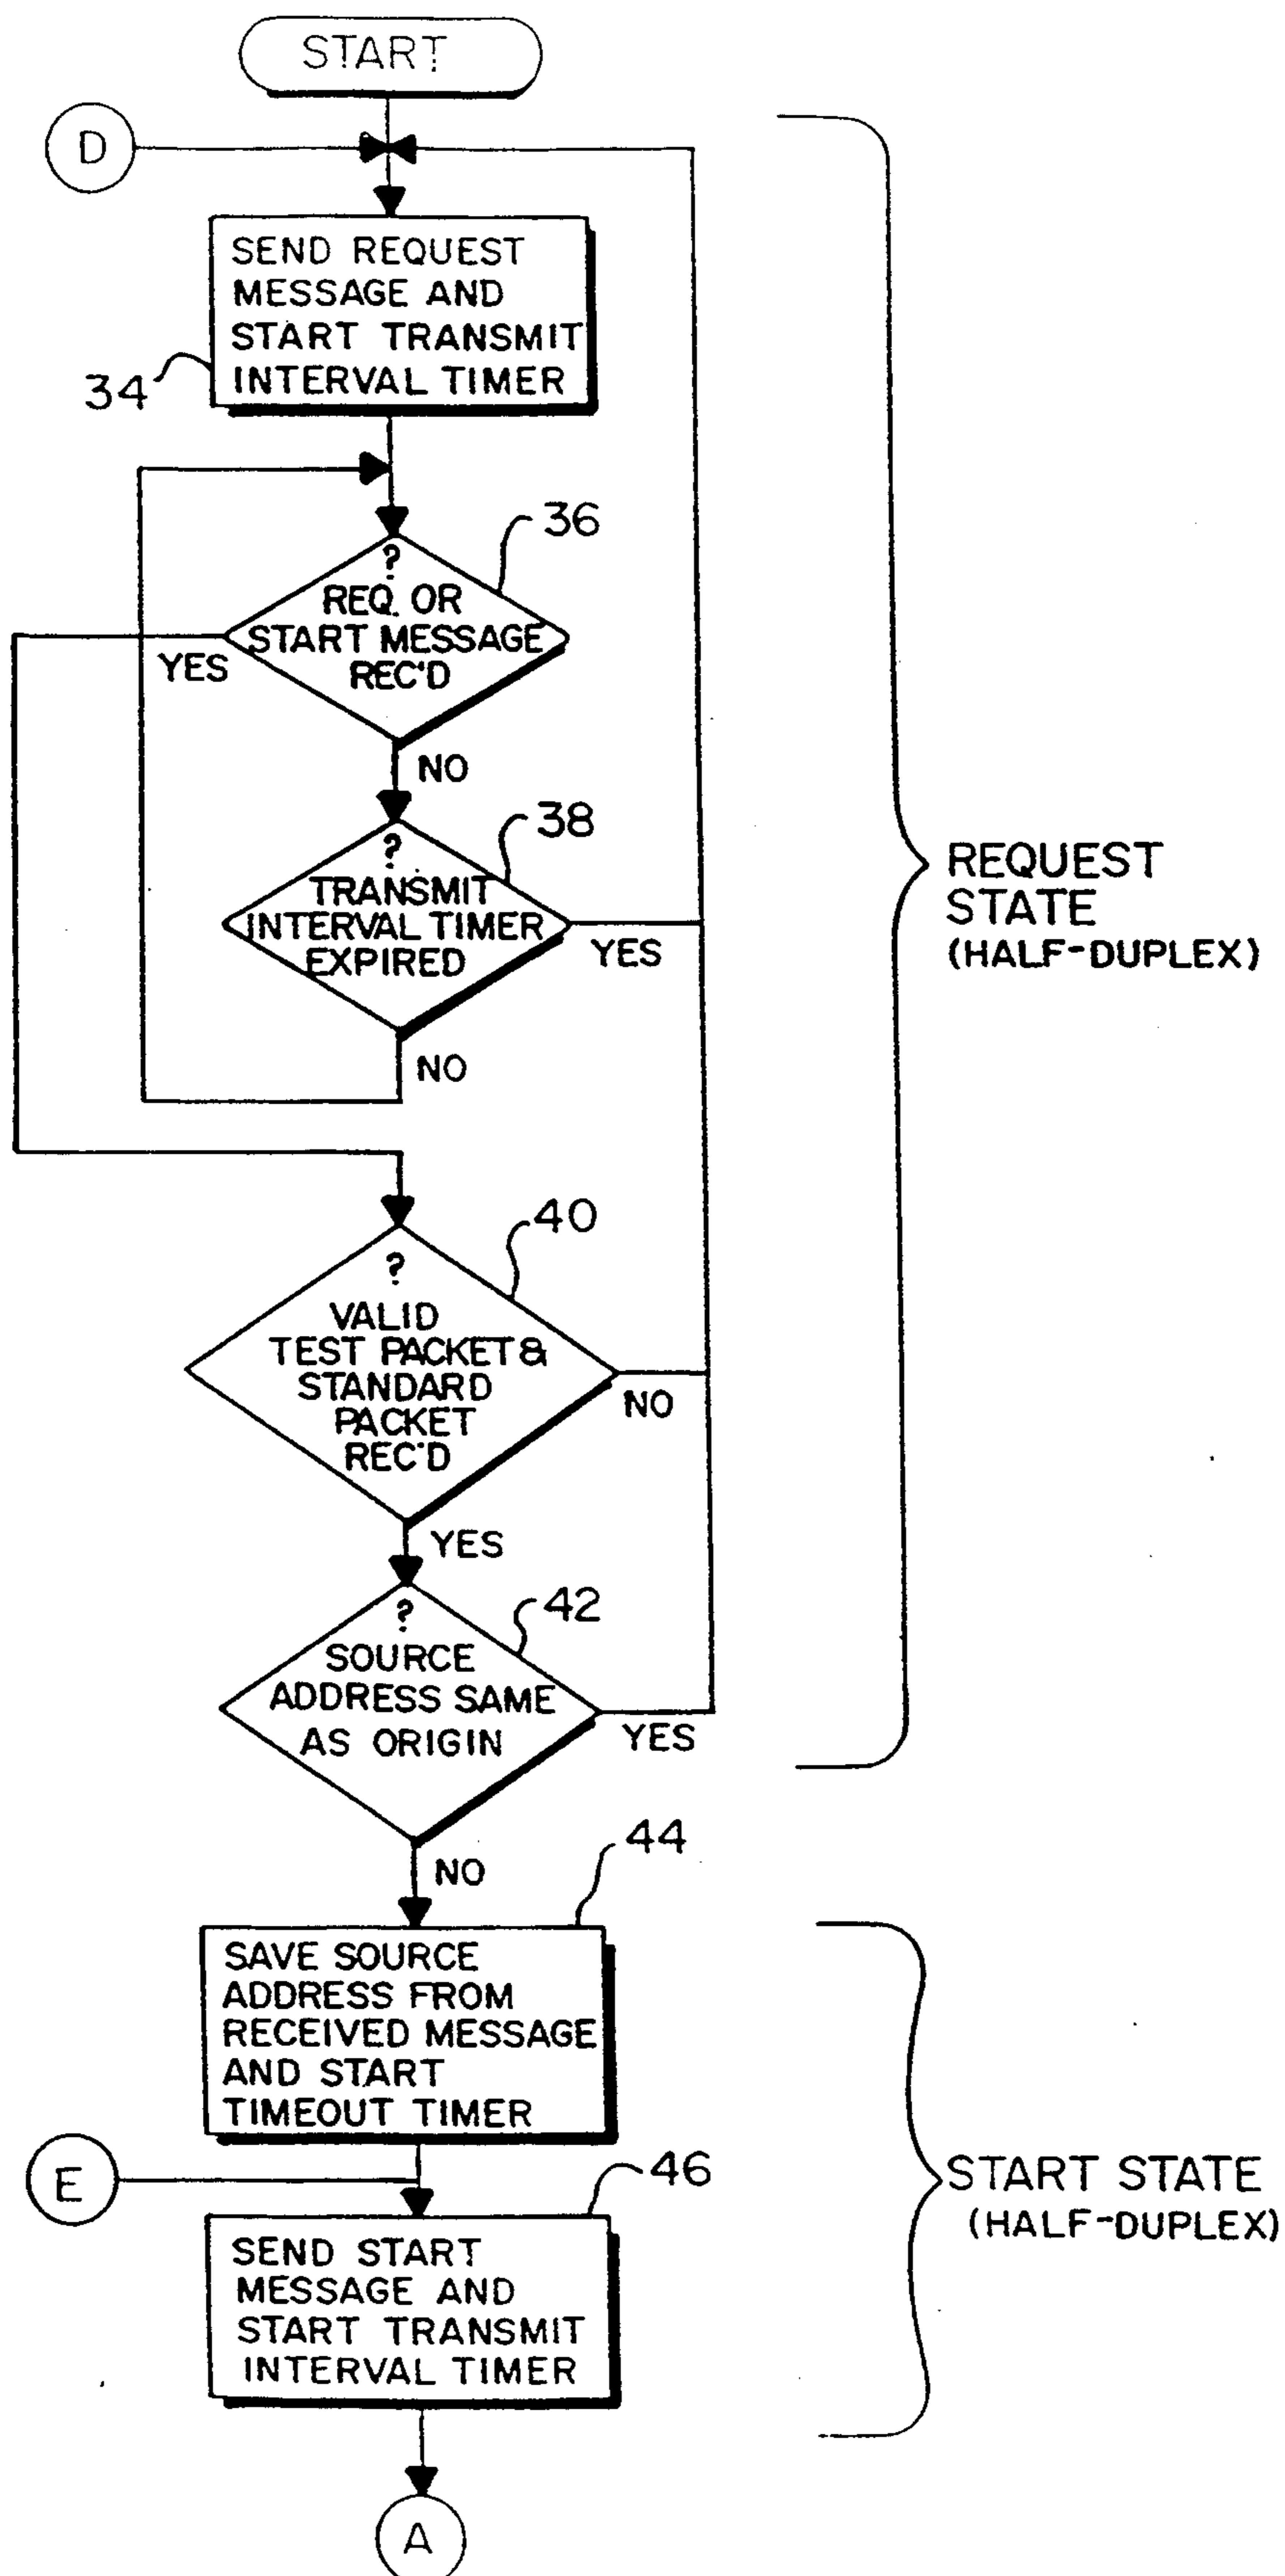 START
D
SEND REQUEST
MESSAGE AND
START TRANSMIT
INTERVAL TIMER
34
36
?
REQ. OR
START MESSAGE
REC'D
YES
NO
38
?
TRANSMIT
INTERVAL TIMER
EXPIRED
YES
NO
REQUEST
STATE
(HALF-DUPLEX)
40
?
VALID
TEST PACKET &
STANDARD
PACKET
REC'D
NO
YES
42
?
SOURCE
ADDRESS SAME
AS ORIGIN
YES
NO
44
SAVE SOURCE
ADDRESS FROM
RECEIVED MESSAGE
AND START
TIMEOUT TIMER
E
46
START STATE
(HALF-DUPLEX)
SEND START
MESSAGE AND
START TRANSMIT
INTERVAL TIMER
A